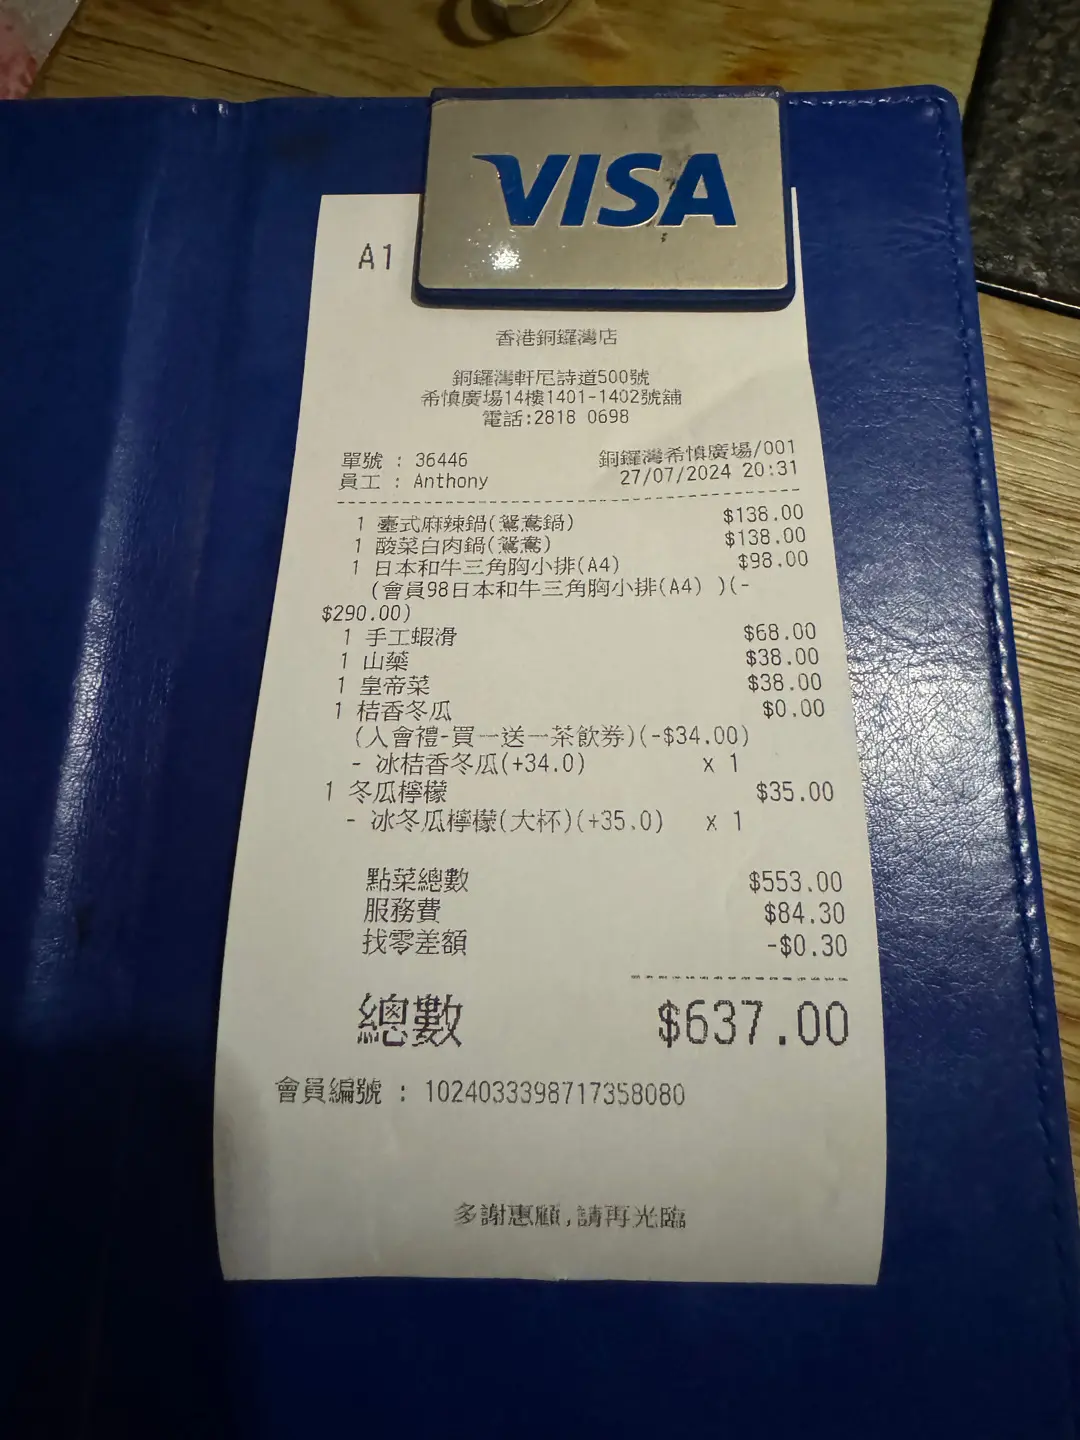 VISA
A1
香港銅鑼灣店
銅鑼灣軒尼詩道500號
希慎廣場14樓1401-1402號舖
電話:2818 0698
單號 : 36446 銅鑼灣希慎廣場/001
員工 : Anthony 27/07/2024 20:31
1 臺式麻辣鍋(鴛鴦鍋) $138.00
1 酸菜白肉鍋(鴛鴦) $138.00
1 日本和牛三角胸小排(A4) $98.00
(會員98日本和牛三角胸小排(A4) )(-
$290.00)
1 手工蝦滑 $68.00
1 山藥 $38.00
1 皇帝菜 $38.00
1 桔香冬瓜 $0.00
(入會禮-買一送一茶飲券)(-$34.00)
- 冰桔香冬瓜(+34.0) x 1
1 冬瓜檸檬 $35.00
- 冰冬瓜檸檬(大杯)(+35.0) x 1
點菜總數 $553.00
服務費 $84.30
找零差額 -$0.30
總數 $637.00
會員編號 : 1024033398717358080
多謝惠顧,請再光臨